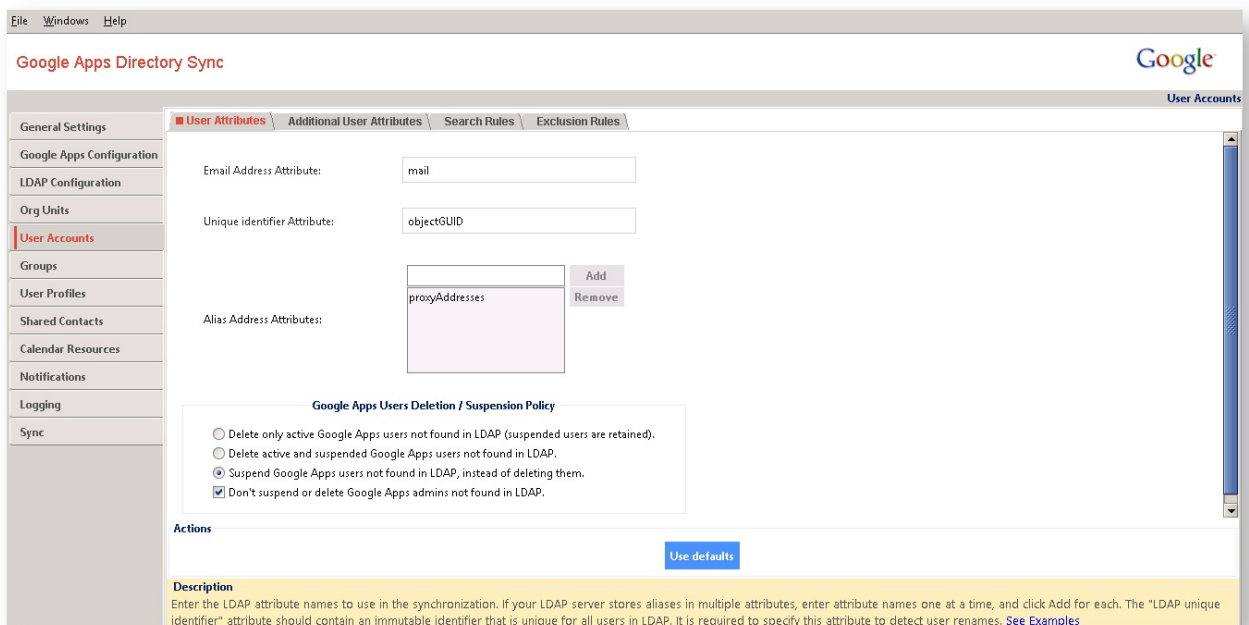 File Windows Help
Google Apps Directory Sync
Google
User Accounts
General Settings
Google Apps Configuration
LDAP Configuration
Org Units
User Accounts
Groups
User Profiles
Shared Contacts
Calendar Resources
Notifications
Logging
Sync
User Attributes Additional User Attributes Search Rules Exclusion Rules
Email Address Attribute: mail
Unique identifier Attribute: objectGUID
Add
proxyAddresses Remove
Alias Address Attributes:
Google Apps Users Deletion / Suspension Policy
Delete only active Google Apps users not found in LDAP (suspended users are retained).
Delete active and suspended Google Apps users not found in LDAP.
Suspend Google Apps users not found in LDAP, instead of deleting them.
Don't suspend or delete Google Apps admins not found in LDAP.
Actions
Use defaults
Description
Enter the LDAP attribute names to use in the synchronization. If your LDAP server stores aliases in multiple attributes, enter attribute names one at a time, and click Add for each. The "LDAP unique
identifier" attribute should contain an immutable identifier that is unique for all users in LDAP. It is required to specify this attribute to detect user renames. See Examples